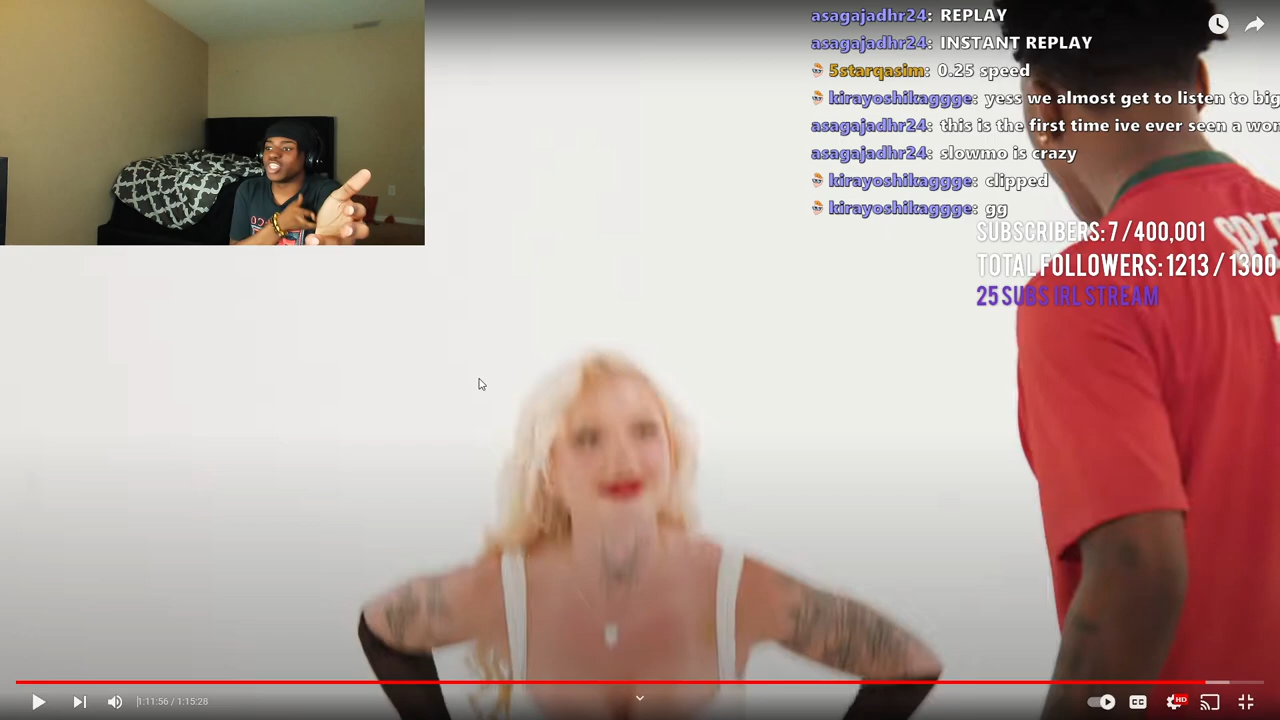 asagajadhr24: REPLAY
asagajadhr24: INSTANT REPLAY
5starqasim: 0.25 speed
kirayoshikaggge: yess we almost get to listen to big
asagajadhr24: this is the first time ive ever seen a
asagajadhr24: slowmo is crazy
kirayoshikaggge: clipped
kirayoshikaggge: gg
SUBSCRIBERS: 7 / 400,001
TOTAL FOLLOWERS: 1213 / 1300
25 SUBS IRL STREAM
1:11:56 / 1:15:28
CC
HD